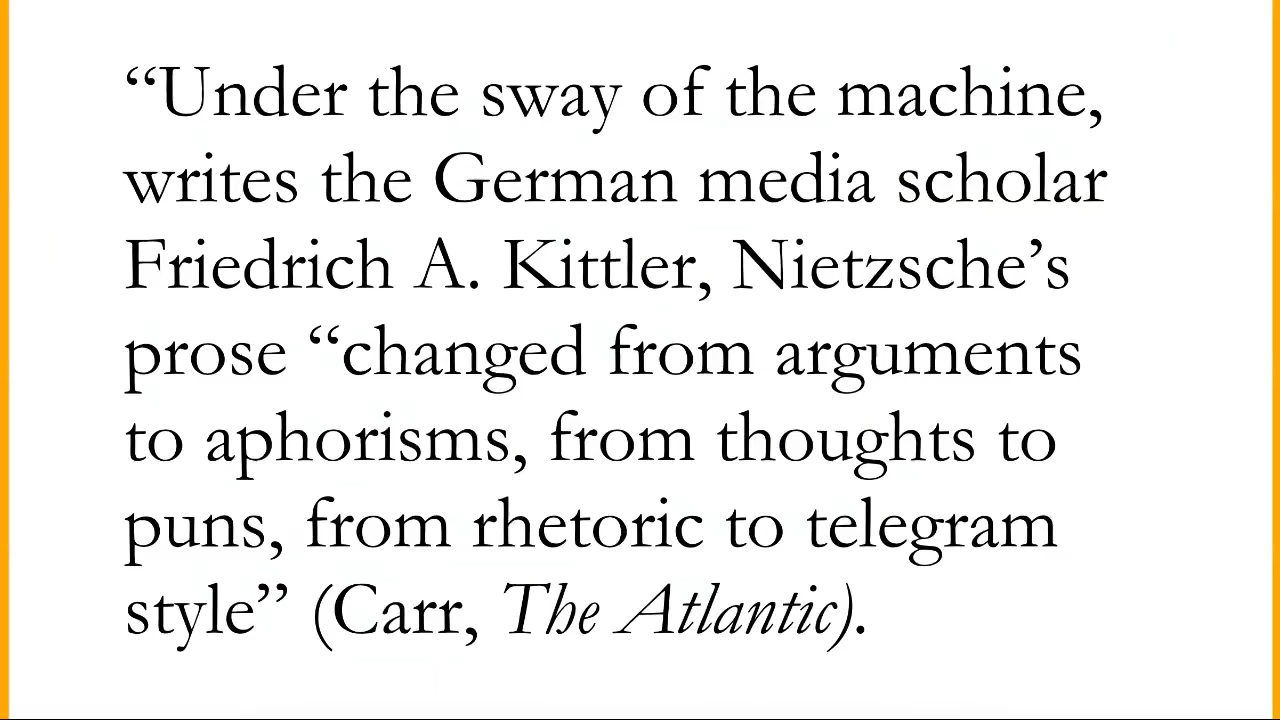 “Under the sway of the machine,
writes the German media scholar
Friedrich A. Kittler, Nietzsche’s
prose “changed from arguments
to aphorisms, from thoughts to
puns, from rhetoric to telegram
style” (Carr, The Atlantic).